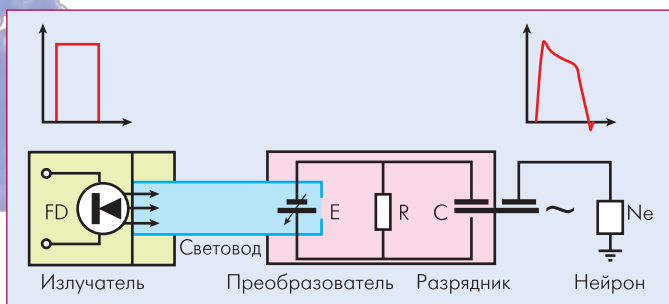 FD
E
R
C
~
Ne
Световод
Излучатель
Преобразователь
Разрядник
Нейрон